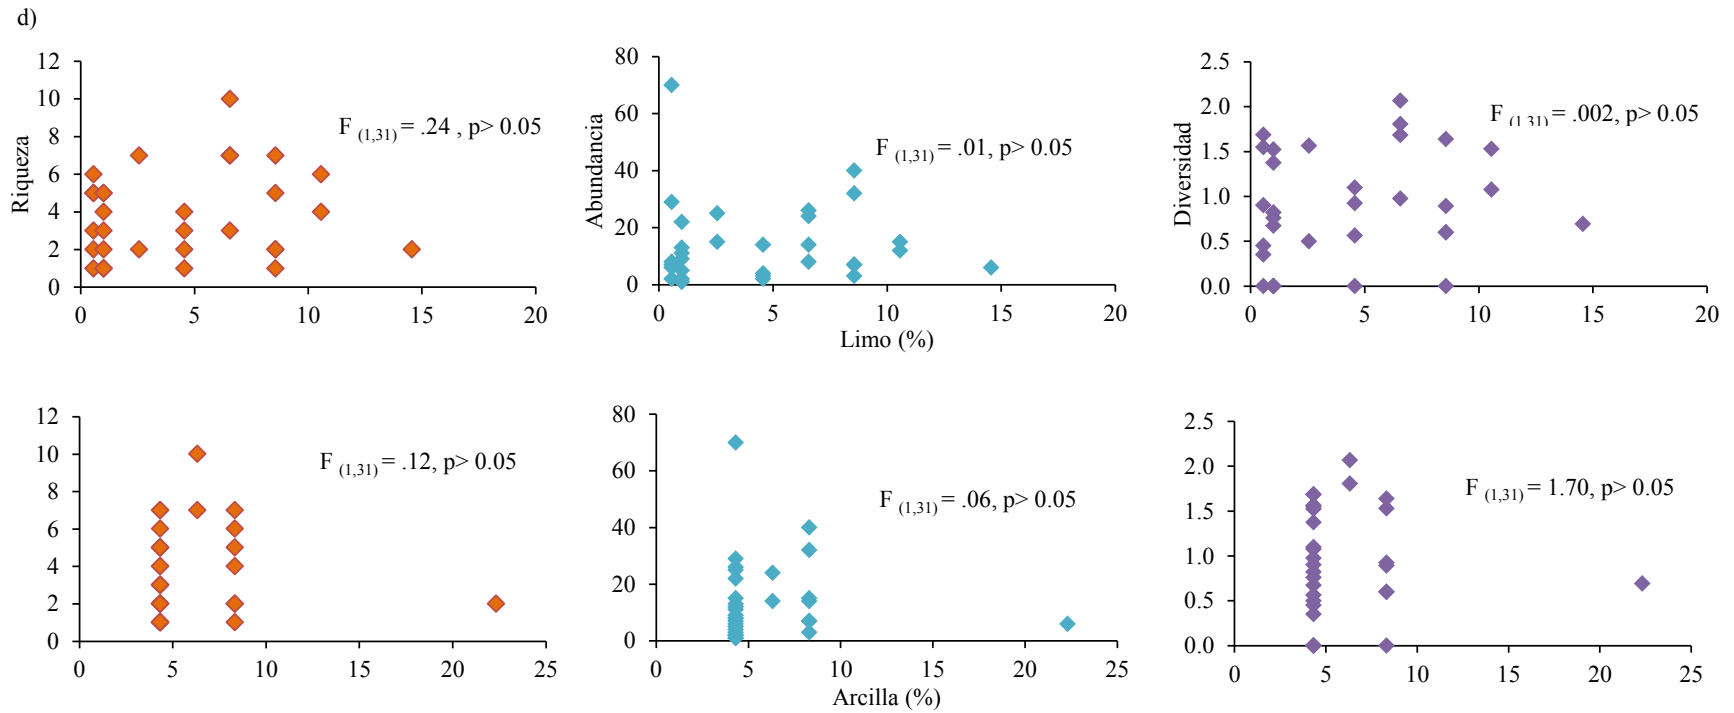 d)
12
10
8
6
4
2
0
Riqueza
F (1,31) = .24 , p> 0.05
0 5 10 15 20
80
60
40
20
0
Abundancia
F (1,31) = .01, p> 0.05
0 5 10 15 20
Limo (%)
2.5
2.0
1.5
1.0
0.5
0.0
Diversidad
F (1,31) = .002, p> 0.05
0 5 10 15 20
12
10
8
6
4
2
0
F (1,31) = .12, p> 0.05
0 5 10 15 20 25
80
60
40
20
0
F (1,31) = .06, p> 0.05
0 5 10 15 20 25
Arcilla (%)
2.5
2.0
1.5
1.0
0.5
0.0
F (1,31) = 1.70, p> 0.05
0 5 10 15 20 25